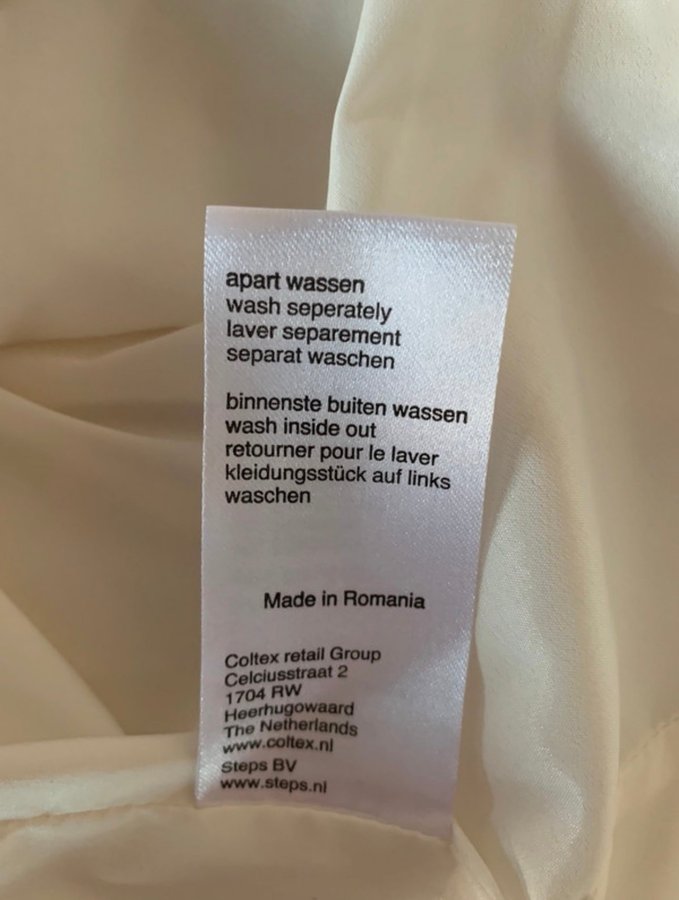 apart wassen
wash seperately
laver separement
separat waschen
binnenste buiten wassen
wash inside out
retourner pour le laver
kleidungsstück auf links
waschen
Made in Romania
Coltex retail Group
Celciusstraat 2
1704 RW
Heerhugowaard
The Netherlands
www.coltex.nl
Steps BV
www.steps.nl